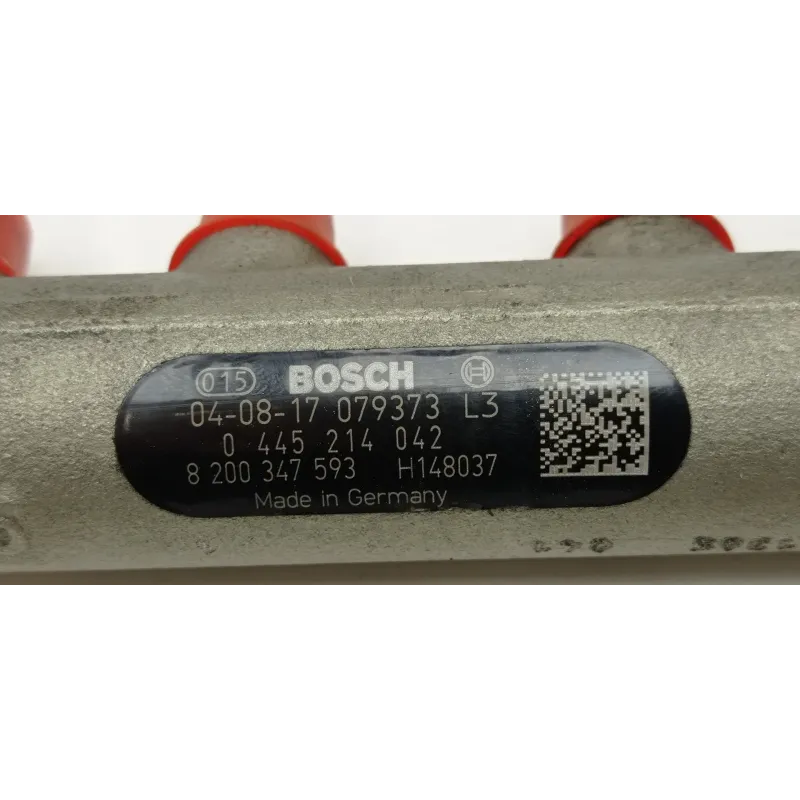 015 BOSCH
04-08-17 079373 L3
0 445 214 042
8 200 347 593 H148037
Made in Germany